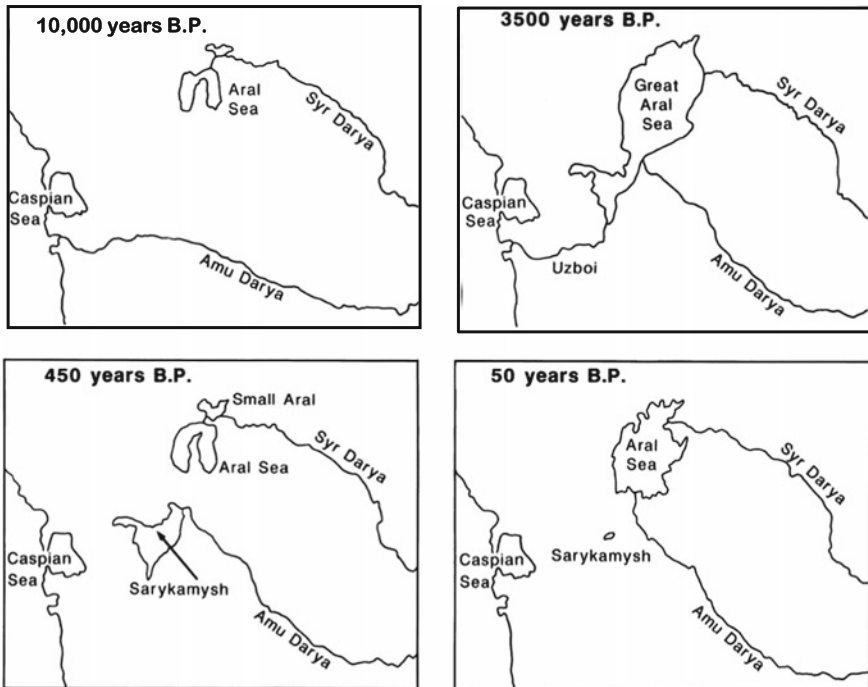 10,000 years B.P.
Aral
Sea
Syr Darya
Caspian
Sea
Amu Darya
3500 years B.P.
Great
Aral
Sea
Syr Darya
Caspian
Sea
Uzboi
Amu Darya
450 years B.P.
Small Aral
Syr Darya
Aral Sea
Caspian
Sea
Sarykamysh
Amu Darya
50 years B.P.
Aral
Sea
Syr Darya
Caspian
Sea
Sarykamysh
Amu Darya